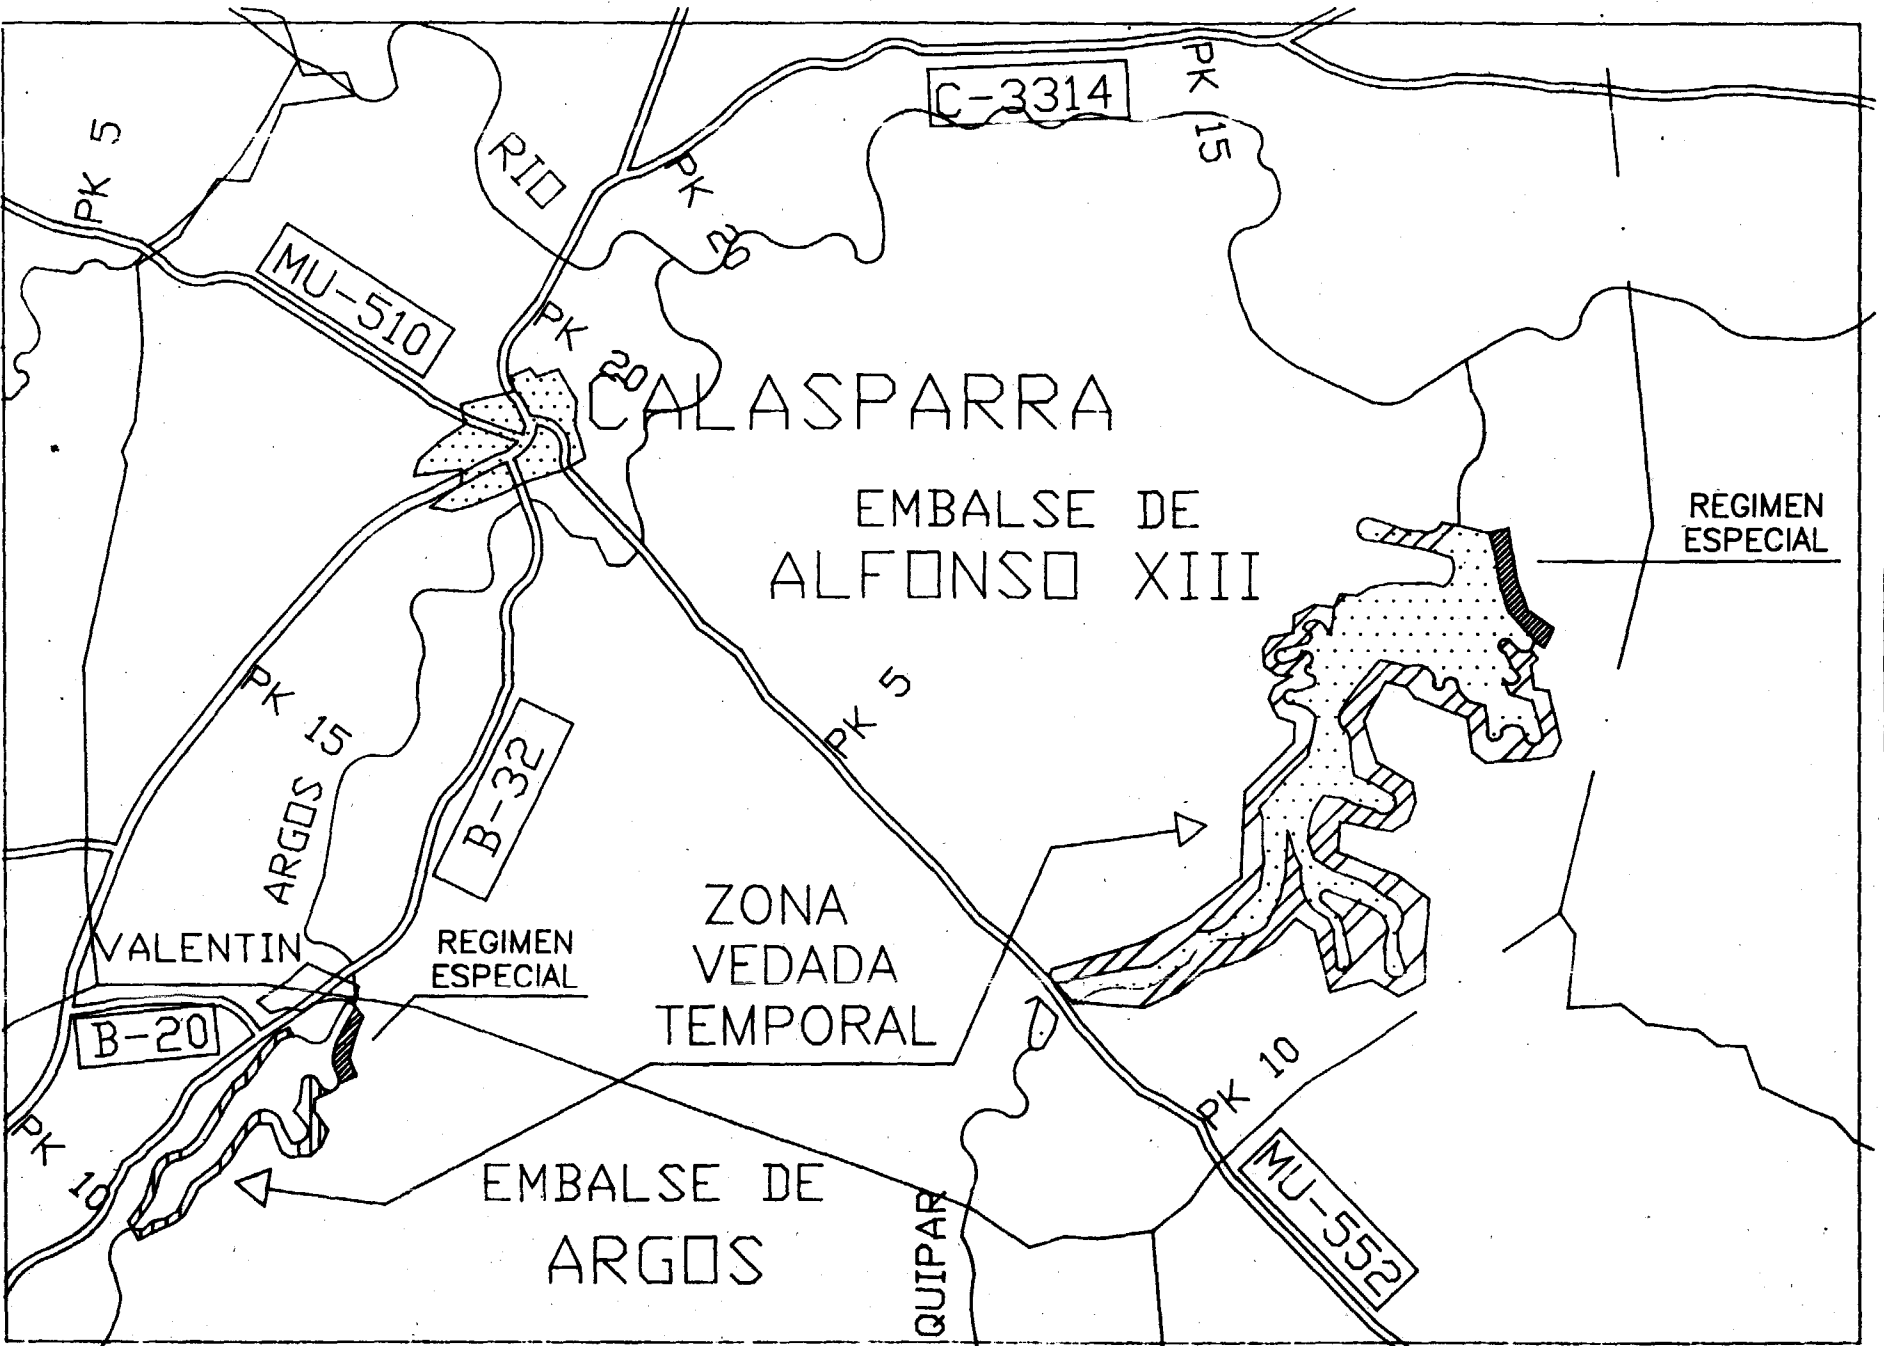 C-3314
PK 15
PK 5
RIO
PK 20
MU-510
PK 20
CALASPARRA
EMBALSE DE
ALFONSO XIII
REGIMEN
ESPECIAL
PK 15
PK 5
B-32
ARGOS
ZONA
VEDADA
TEMPORAL
VALENTIN
REGIMEN
ESPECIAL
B-20
PK 10
PK 10
EMBALSE DE
ARGOS
QUIPAR
MU-552